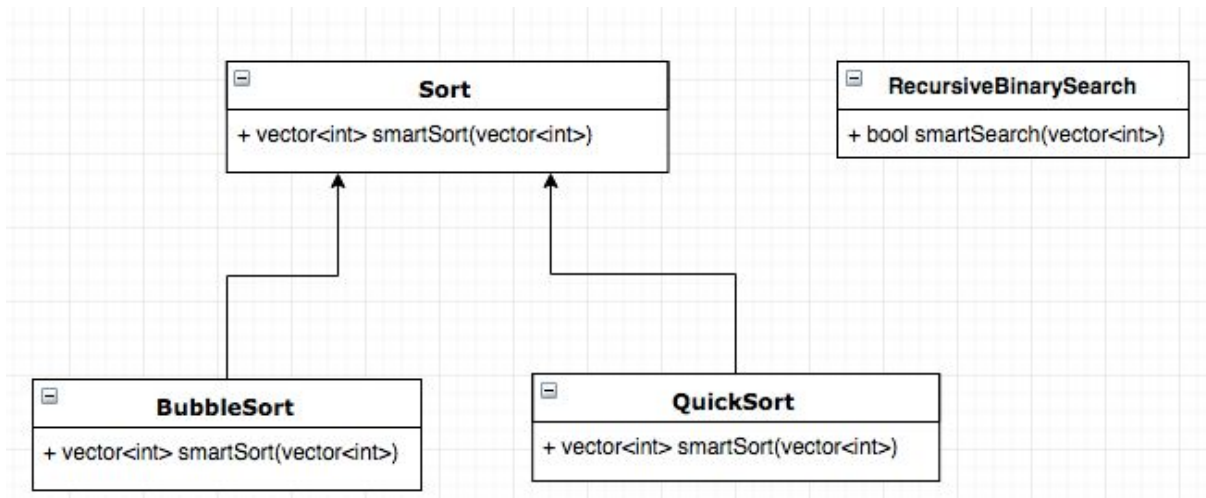 Sort
+ vector<int> smartSort(vector<int>)
RecursiveBinarySearch
+ bool smartSearch(vector<int>)
BubbleSort
+ vector<int> smartSort(vector<int>)
QuickSort
+ vector<int> smartSort(vector<int>)